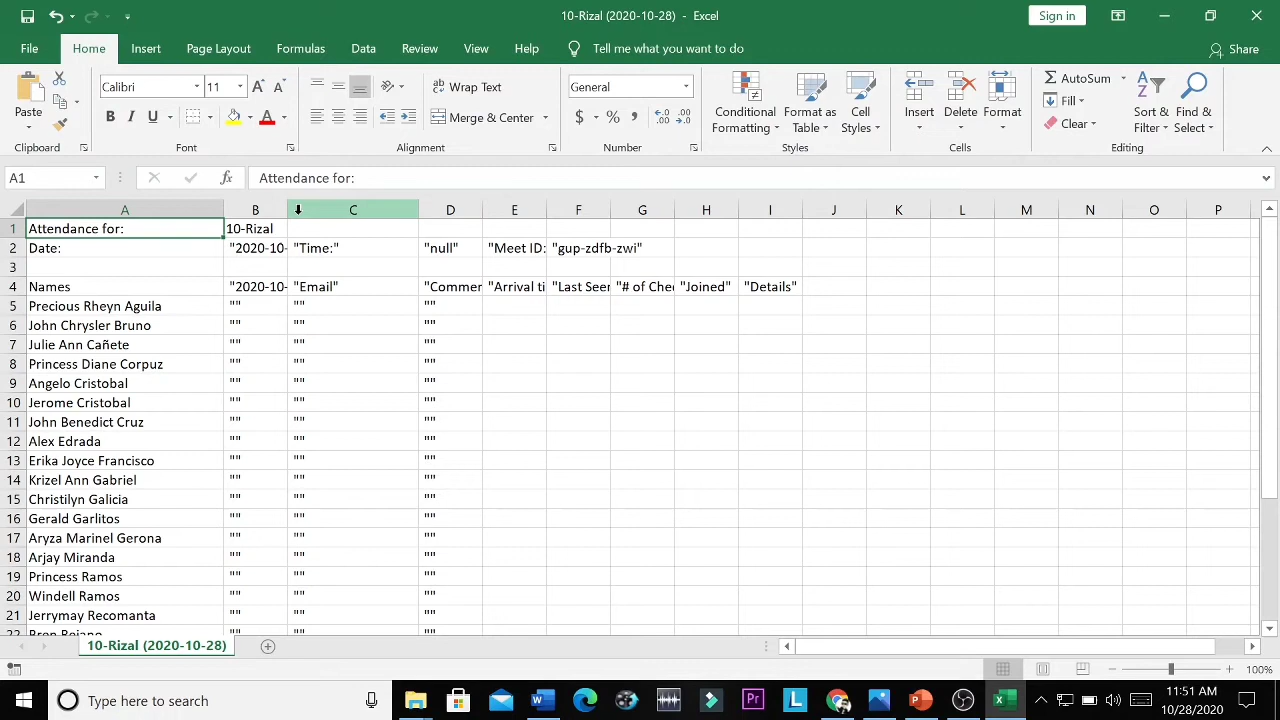 10-Rizal (2020-10-28) - Excel
Sign in
File Home Insert Page Layout Formulas Data Review View Help Tell me what you want to do Share
Paste
Clipboard
Calibri 11
B I U
Font
Wrap Text
Merge & Center
Alignment
General
$ % ,
Number
Conditional Formatting
Format as Table
Cell Styles
Styles
Insert Delete Format
Cells
AutoSum
Fill
Clear
Sort & Filter
Find & Select
Editing
A1 fx Attendance for:
A B C D E F G H I J K L M N O P
1 Attendance for: 10-Rizal
2 Date: "2020-10- "Time:" "null" "Meet ID: "gup-zdfb-zwi"
3
4 Names "2020-10- "Email" "Commer "Arrival ti "Last Seer "# of Chec "Joined" "Details"
5 Precious Rheyn Aguila "" "" ""
6 John Chrysler Bruno "" "" ""
7 Julie Ann Cañete "" "" ""
8 Princess Diane Corpuz "" "" ""
9 Angelo Cristobal "" "" ""
10 Jerome Cristobal "" "" ""
11 John Benedict Cruz "" "" ""
12 Alex Edrada "" "" ""
13 Erika Joyce Francisco "" "" ""
14 Krizel Ann Gabriel "" "" ""
15 Christilyn Galicia "" "" ""
16 Gerald Garlitos "" "" ""
17 Aryza Marinel Gerona "" "" ""
18 Arjay Miranda "" "" ""
19 Princess Ramos "" "" ""
20 Windell Ramos "" "" ""
21 Jerrymay Recomanta "" "" ""
22
10-Rizal (2020-10-28)
100%
Type here to search
11:51 AM
10/28/2020